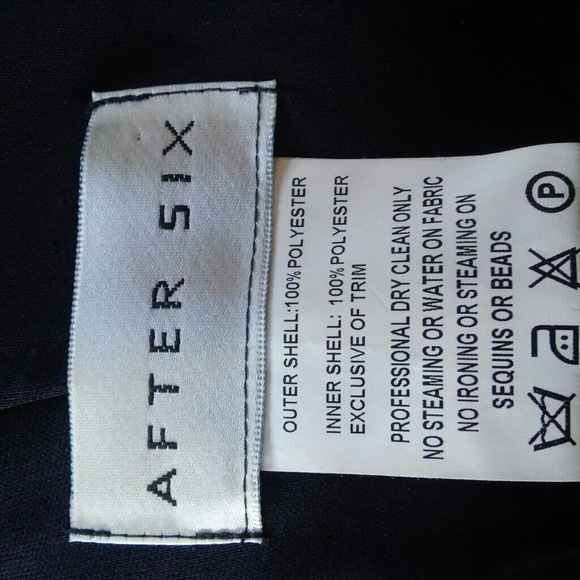 AFTER SIX
OUTER SHELL:100% POLYESTER
INNER SHELL: 100% POLYESTER
EXCLUSIVE OF TRIM
PROFESSIONAL DRY CLEAN ONLY
NO STEAMING OR WATER ON FABRIC
NO IRONING OR STEAMING ON
SEQUINS OR BEADS
P